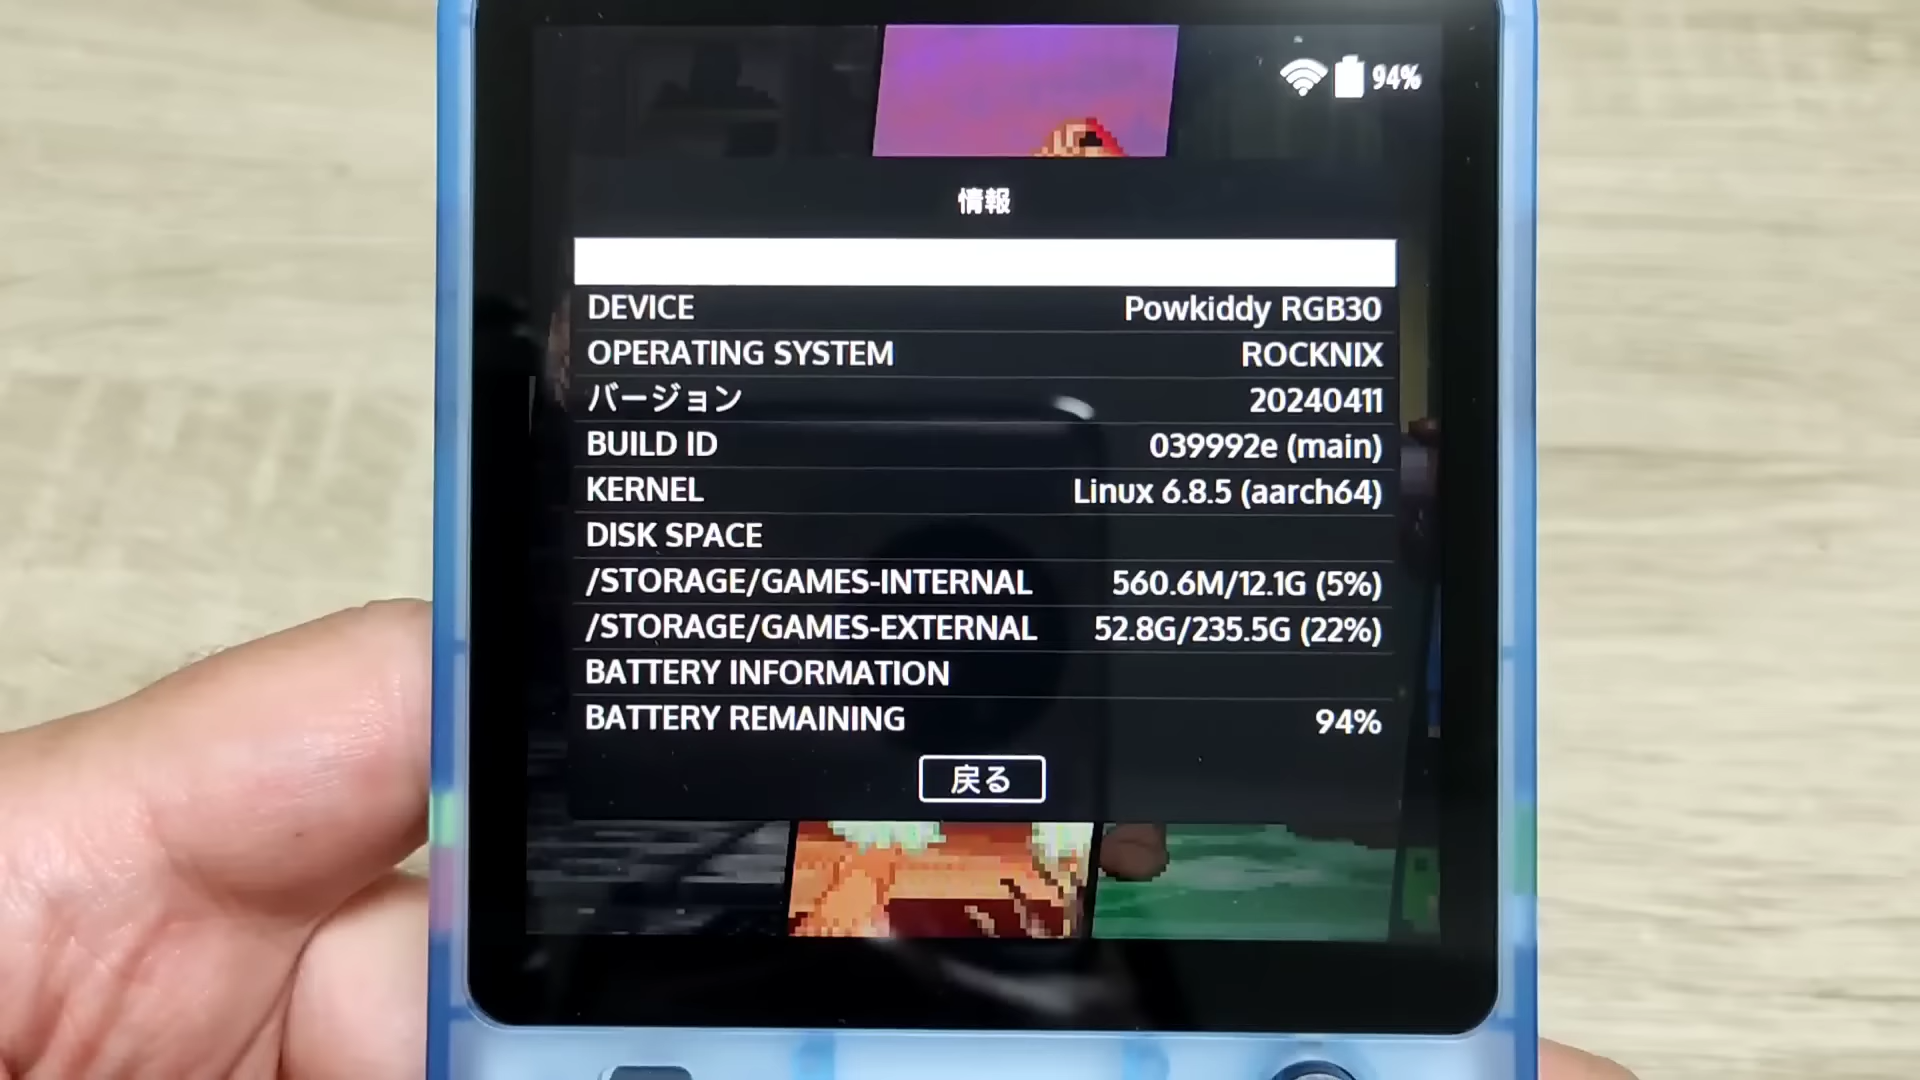 94%
情報
DEVICE Powkiddy RGB30
OPERATING SYSTEM ROCKNIX
バージョン 20240411
BUILD ID 039992e (main)
KERNEL Linux 6.8.5 (aarch64)
DISK SPACE
/STORAGE/GAMES-INTERNAL 560.6M/12.1G (5%)
/STORAGE/GAMES-EXTERNAL 52.8G/235.5G (22%)
BATTERY INFORMATION
BATTERY REMAINING 94%
戻る